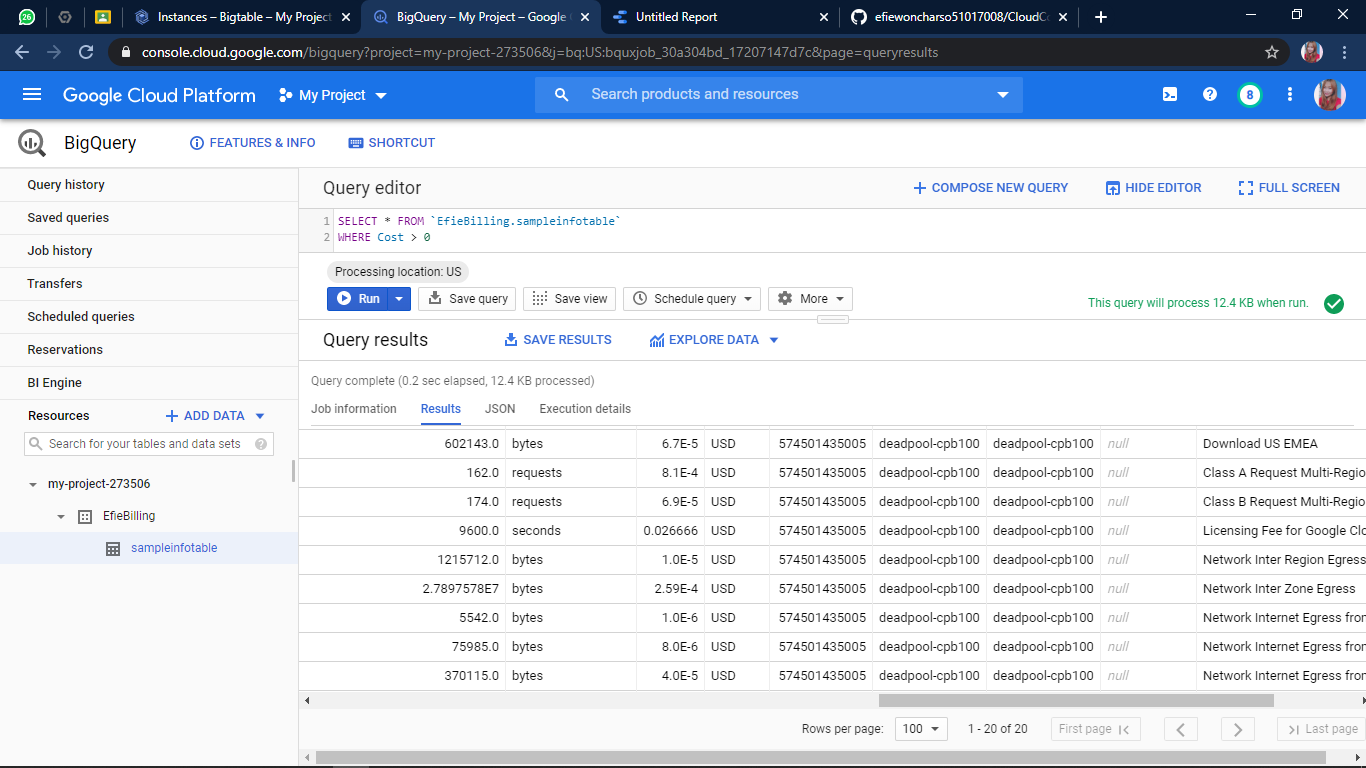 26
Instances – Bigtable – My Project
BigQuery – My Project – Google
Untitled Report
efiewoncharso51017008/CloudCo
console.cloud.google.com/bigquery?project=my-project-273506&j=bq:US:bquxjob_30a304bd_17207147d7c&page=queryresults
Google Cloud Platform
My Project
Search products and resources
8
BigQuery
FEATURES & INFO
SHORTCUT
Query history
Saved queries
Job history
Transfers
Scheduled queries
Reservations
BI Engine
Resources
ADD DATA
Search for your tables and data sets
my-project-273506
EfieBilling
sampleinfotable
Query editor
COMPOSE NEW QUERY
HIDE EDITOR
FULL SCREEN
1 SELECT * FROM `EfieBilling.sampleinfotable`
2 WHERE Cost > 0
Processing location: US
Run
Save query
Save view
Schedule query
More
This query will process 12.4 KB when run.
Query results
SAVE RESULTS
EXPLORE DATA
Query complete (0.2 sec elapsed, 12.4 KB processed)
Job information Results JSON Execution details
602143.0 bytes 6.7E-5 USD 574501435005 deadpool-cpb100 deadpool-cpb100 null Download US EMEA
162.0 requests 8.1E-4 USD 574501435005 deadpool-cpb100 deadpool-cpb100 null Class A Request Multi-Regio
174.0 requests 6.9E-5 USD 574501435005 deadpool-cpb100 deadpool-cpb100 null Class B Request Multi-Regio
9600.0 seconds 0.026666 USD 574501435005 deadpool-cpb100 deadpool-cpb100 null Licensing Fee for Google Clo
1215712.0 bytes 1.0E-5 USD 574501435005 deadpool-cpb100 deadpool-cpb100 null Network Inter Region Egress
2.7897578E7 bytes 2.59E-4 USD 574501435005 deadpool-cpb100 deadpool-cpb100 null Network Inter Zone Egress
5542.0 bytes 1.0E-6 USD 574501435005 deadpool-cpb100 deadpool-cpb100 null Network Internet Egress fron
75985.0 bytes 8.0E-6 USD 574501435005 deadpool-cpb100 deadpool-cpb100 null Network Internet Egress fron
370115.0 bytes 4.0E-5 USD 574501435005 deadpool-cpb100 deadpool-cpb100 null Network Internet Egress fron
Rows per page: 100 1 - 20 of 20 First page Last page